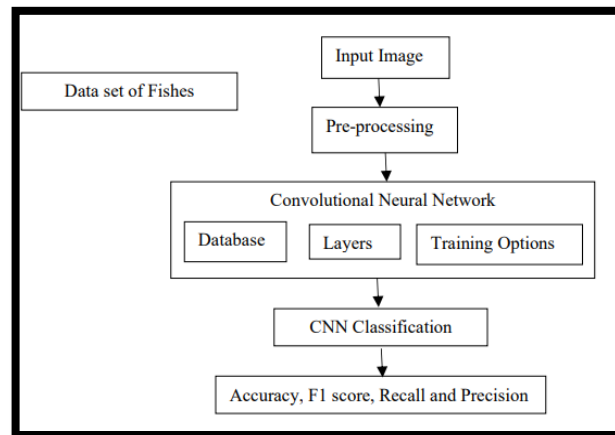 Input Image
Data set of Fishes
Pre-processing
Convolutional Neural Network
Database
Layers
Training Options
CNN Classification
Accuracy, F1 score, Recall and Precision